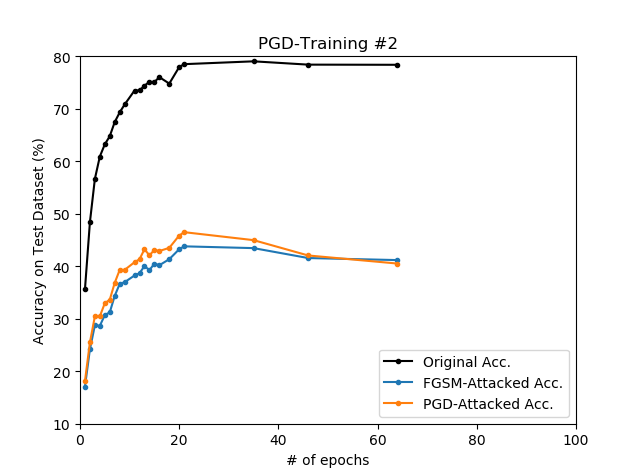 PGD-Training #2
Accuracy on Test Dataset (%)
80
70
60
50
40
30
20
10
Original Acc.
FGSM-Attacked Acc.
PGD-Attacked Acc.
0 20 40 60 80 100
# of epochs